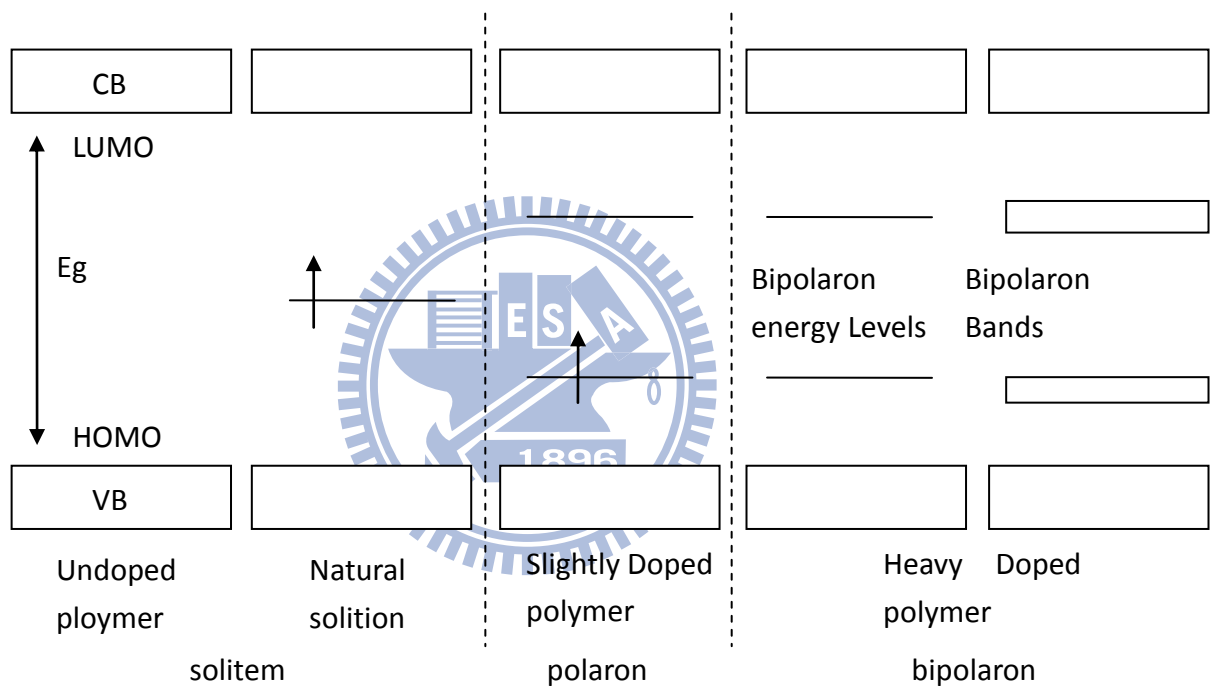 CB
LUMO
Eg
HOMO
VB
E S A
1896
Bipolaron
energy Levels
Bipolaron
Bands
Undoped
ploymer
Natural
solition
Slightly Doped
polymer
Heavy Doped
polymer
solitem
polaron
bipolaron